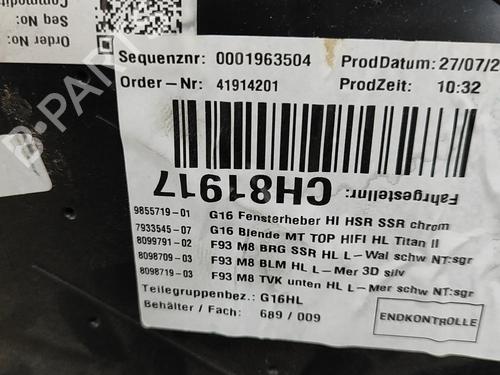 Commodit
Seq No:
Order No:
Sequenznr: 0001963504 ProdDatum: 27/07/2
Order-Nr: 41914201 ProdZeit: 10:32
Fahrgestellnr: CH81917
9855719-01 G16 Fensterheber HI HSR SSR chrom
7933545-07 G16 Blende MT TOP HIFI HL Titan II
8099791-02 F93 M8 BRG SSR HL L-Wal schw NT:sgr
8098709-03 F93 M8 BLM HL L-Mer 3D silv
8098719-03 F93 M8 TVK unten HL L-Mer schw NT:sgr
Teilegruppenbez.: G16HL
Behälter / Fach: 689 / 009
ENDKONTROLLE
B-PARTS